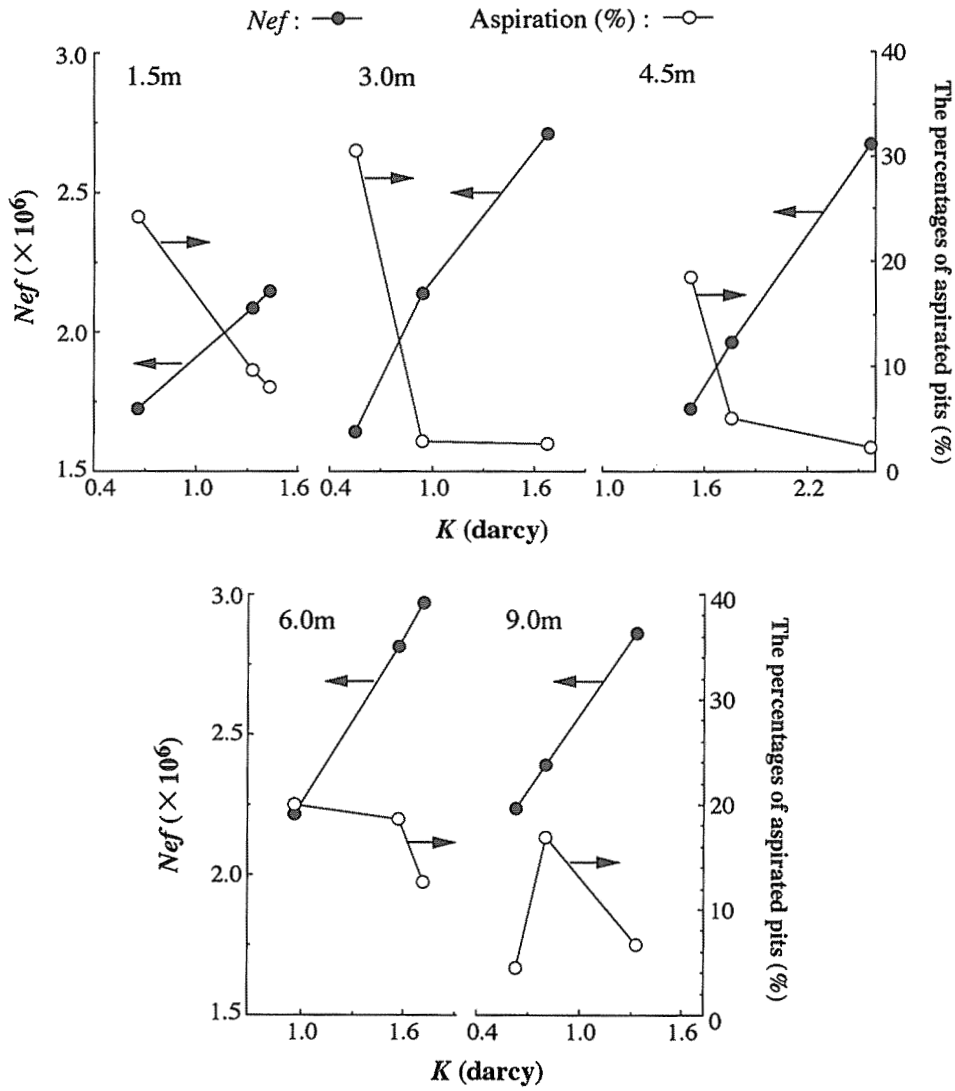 Nef : Aspiration (%) :
3.0 40
1.5m 3.0m 4.5m
30
2.5
20
2.0
10
1.5 0
0.4 1.0 1.6 0.4 1.0 1.6 1.0 1.6 2.2
Nef (×10⁶)
The percentages of aspirated pits (%)
K (darcy)
3.0 40
6.0m 9.0m
30
2.5
20
2.0
10
1.5 0
1.0 1.6 0.4 1.0 1.6
Nef (×10⁶)
The percentages of aspirated pits (%)
K (darcy)